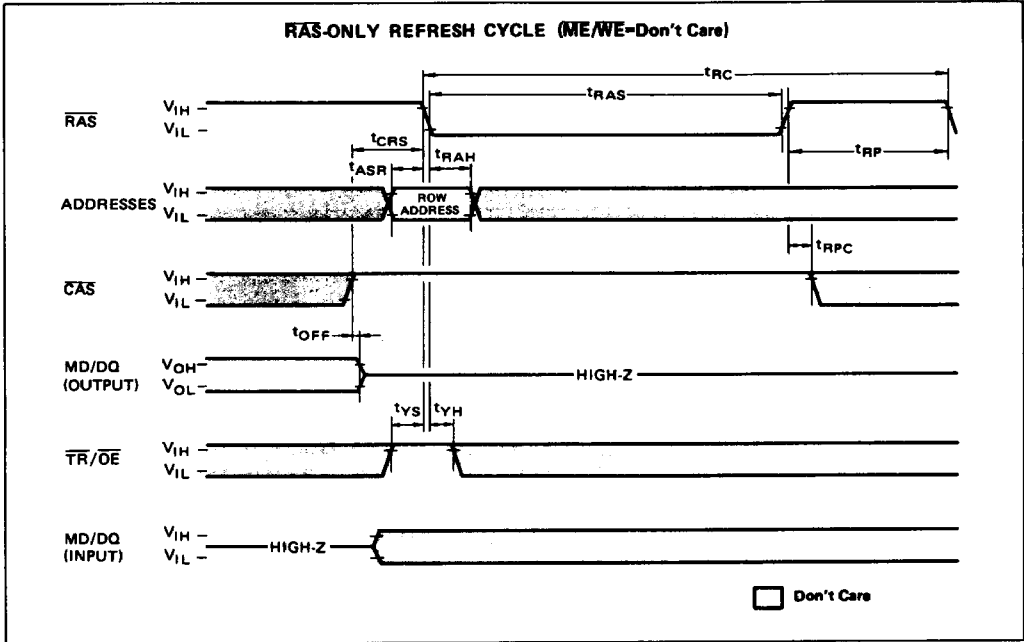 RAS-ONLY REFRESH CYCLE (ME/WE=Don't Care)
tRC
tRAS
RAS
VIH
VIL
tCRS
tRP
tASR
tRAH
ADDRESSES
VIH
VIL
ROW
ADDRESS
tRPC
CAS
VIH
VIL
tOFF
MD/DQ
(OUTPUT)
VOH
VOL
HIGH-Z
tYS
tYH
TR/OE
VIH
VIL
MD/DQ
(INPUT)
VIH
VIL
HIGH-Z
Don't Care